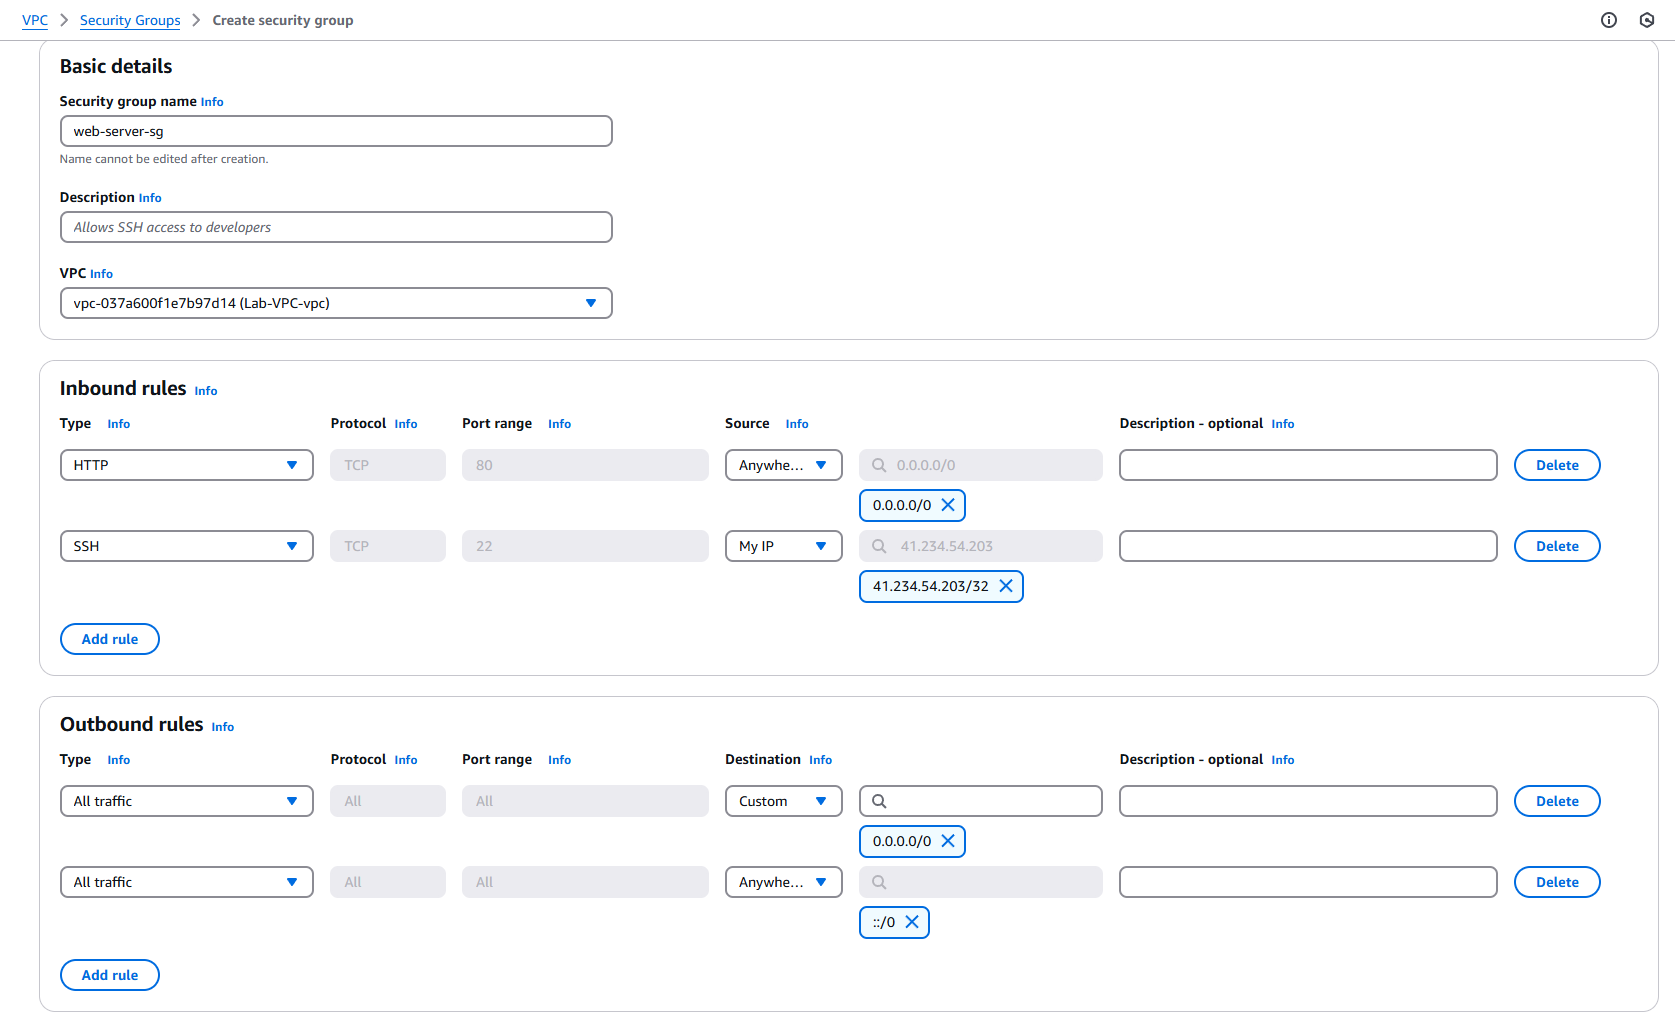 VPC > Security Groups > Create security group
Basic details
Security group name Info
web-server-sg
Name cannot be edited after creation.
Description Info
Allows SSH access to developers
VPC Info
vpc-037a600f1e7b97d14 (Lab-VPC-vpc)
Inbound rules Info
Type Info Protocol Info Port range Info Source Info Description - optional Info
HTTP TCP 80 Anywhe... 0.0.0.0/0 Delete
0.0.0.0/0
SSH TCP 22 My IP 41.234.54.203 Delete
41.234.54.203/32
Add rule
Outbound rules Info
Type Info Protocol Info Port range Info Destination Info Description - optional Info
All traffic All All Custom Delete
0.0.0.0/0
All traffic All All Anywhe... Delete
::/0
Add rule